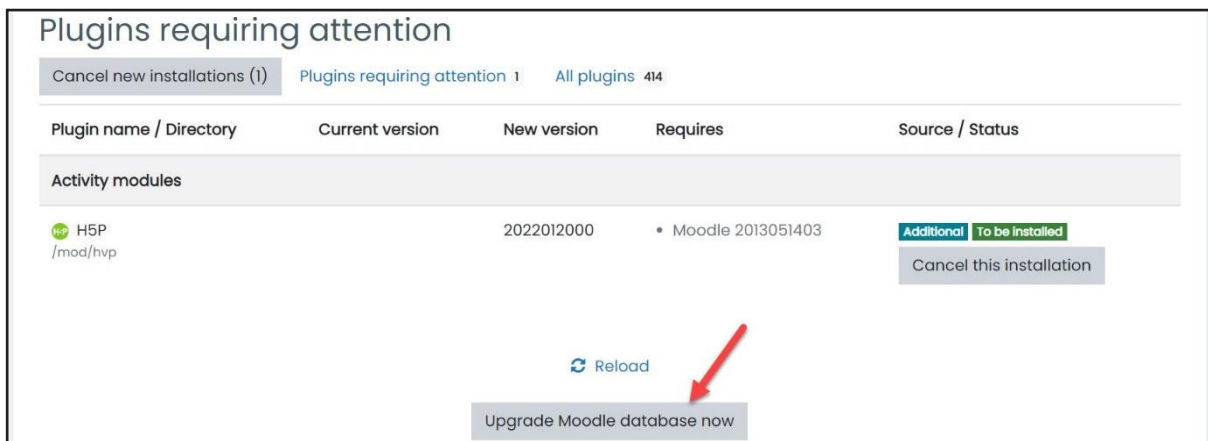 Plugins requiring attention
Cancel new installations (1) Plugins requiring attention 1 All plugins 414
Plugin name / Directory Current version New version Requires Source / Status
Activity modules
H5P H5P 2022012000 • Moodle 2013051403 Additional To be installed
/mod/hvp Cancel this installation
Reload
Upgrade Moodle database now